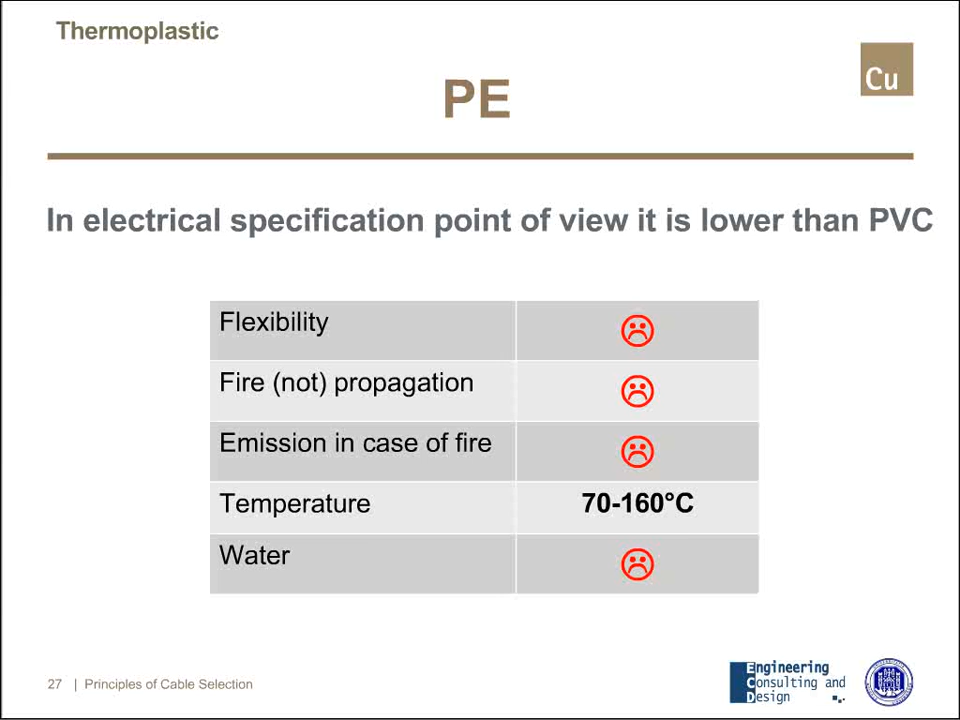 Thermoplastic
Cu
PE
In electrical specification point of view it is lower than PVC
Flexibility
Fire (not) propagation
Emission in case of fire
Temperature 70-160°C
Water
27 | Principles of Cable Selection
Engineering
Consulting and
Design